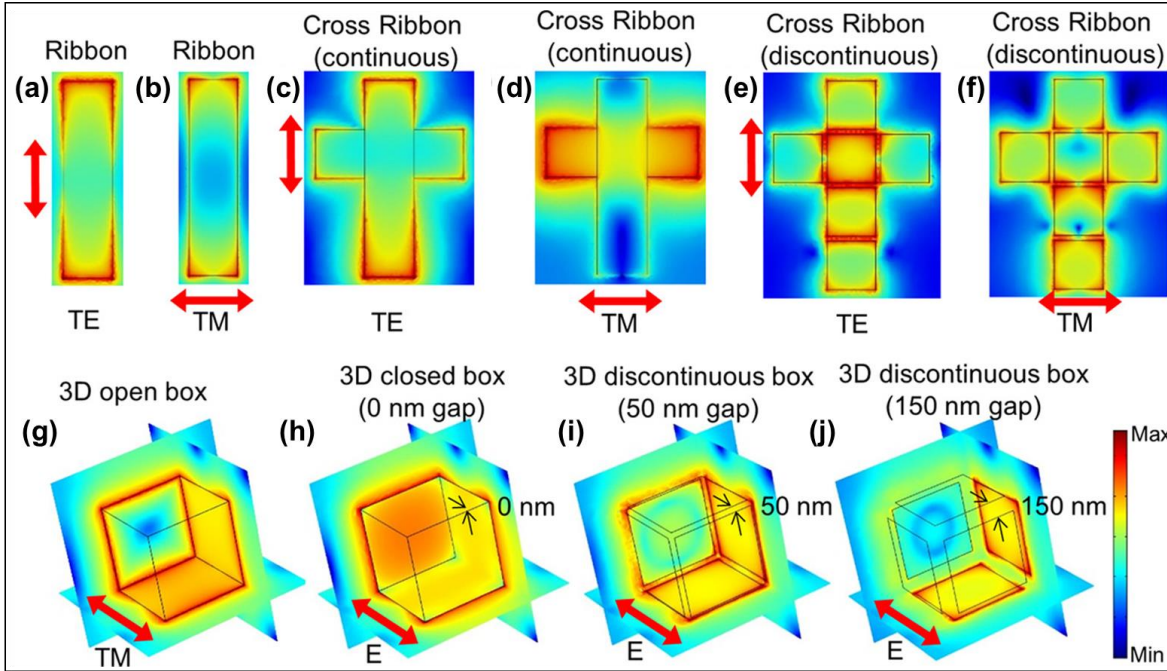 Ribbon
Ribbon
Cross Ribbon
(continuous)
Cross Ribbon
(continuous)
Cross Ribbon
(discontinuous)
Cross Ribbon
(discontinuous)
(a)
(b)
(c)
(d)
(e)
(f)
TE
TM
TE
TM
TE
TM
3D open box
3D closed box
(0 nm gap)
3D discontinuous box
(50 nm gap)
3D discontinuous box
(150 nm gap)
(g)
(h)
(i)
(j)
0 nm
50 nm
150 nm
Max
Min
TM
E
E
E